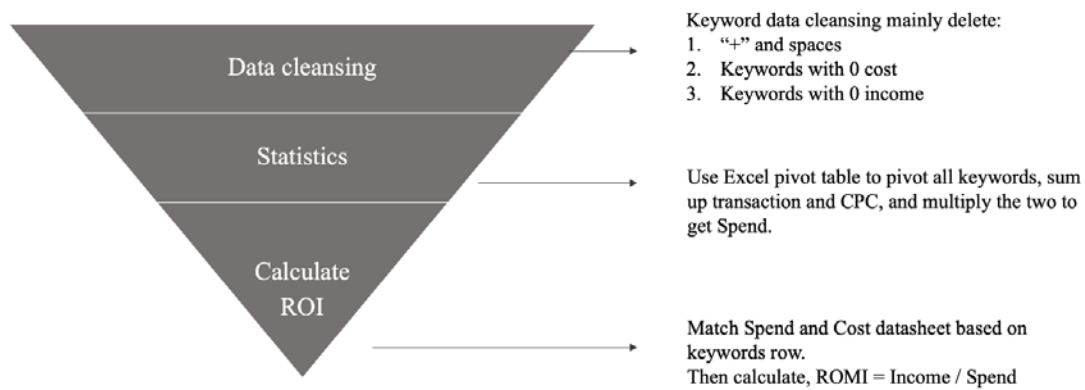 Data cleansing
Keyword data cleansing mainly delete:
1. “+” and spaces
2. Keywords with 0 cost
3. Keywords with 0 income
Statistics
Use Excel pivot table to pivot all keywords, sum
up transaction and CPC, and multiply the two to
get Spend.
Calculate
ROI
Match Spend and Cost datasheet based on
keywords row.
Then calculate, ROMI = Income / Spend